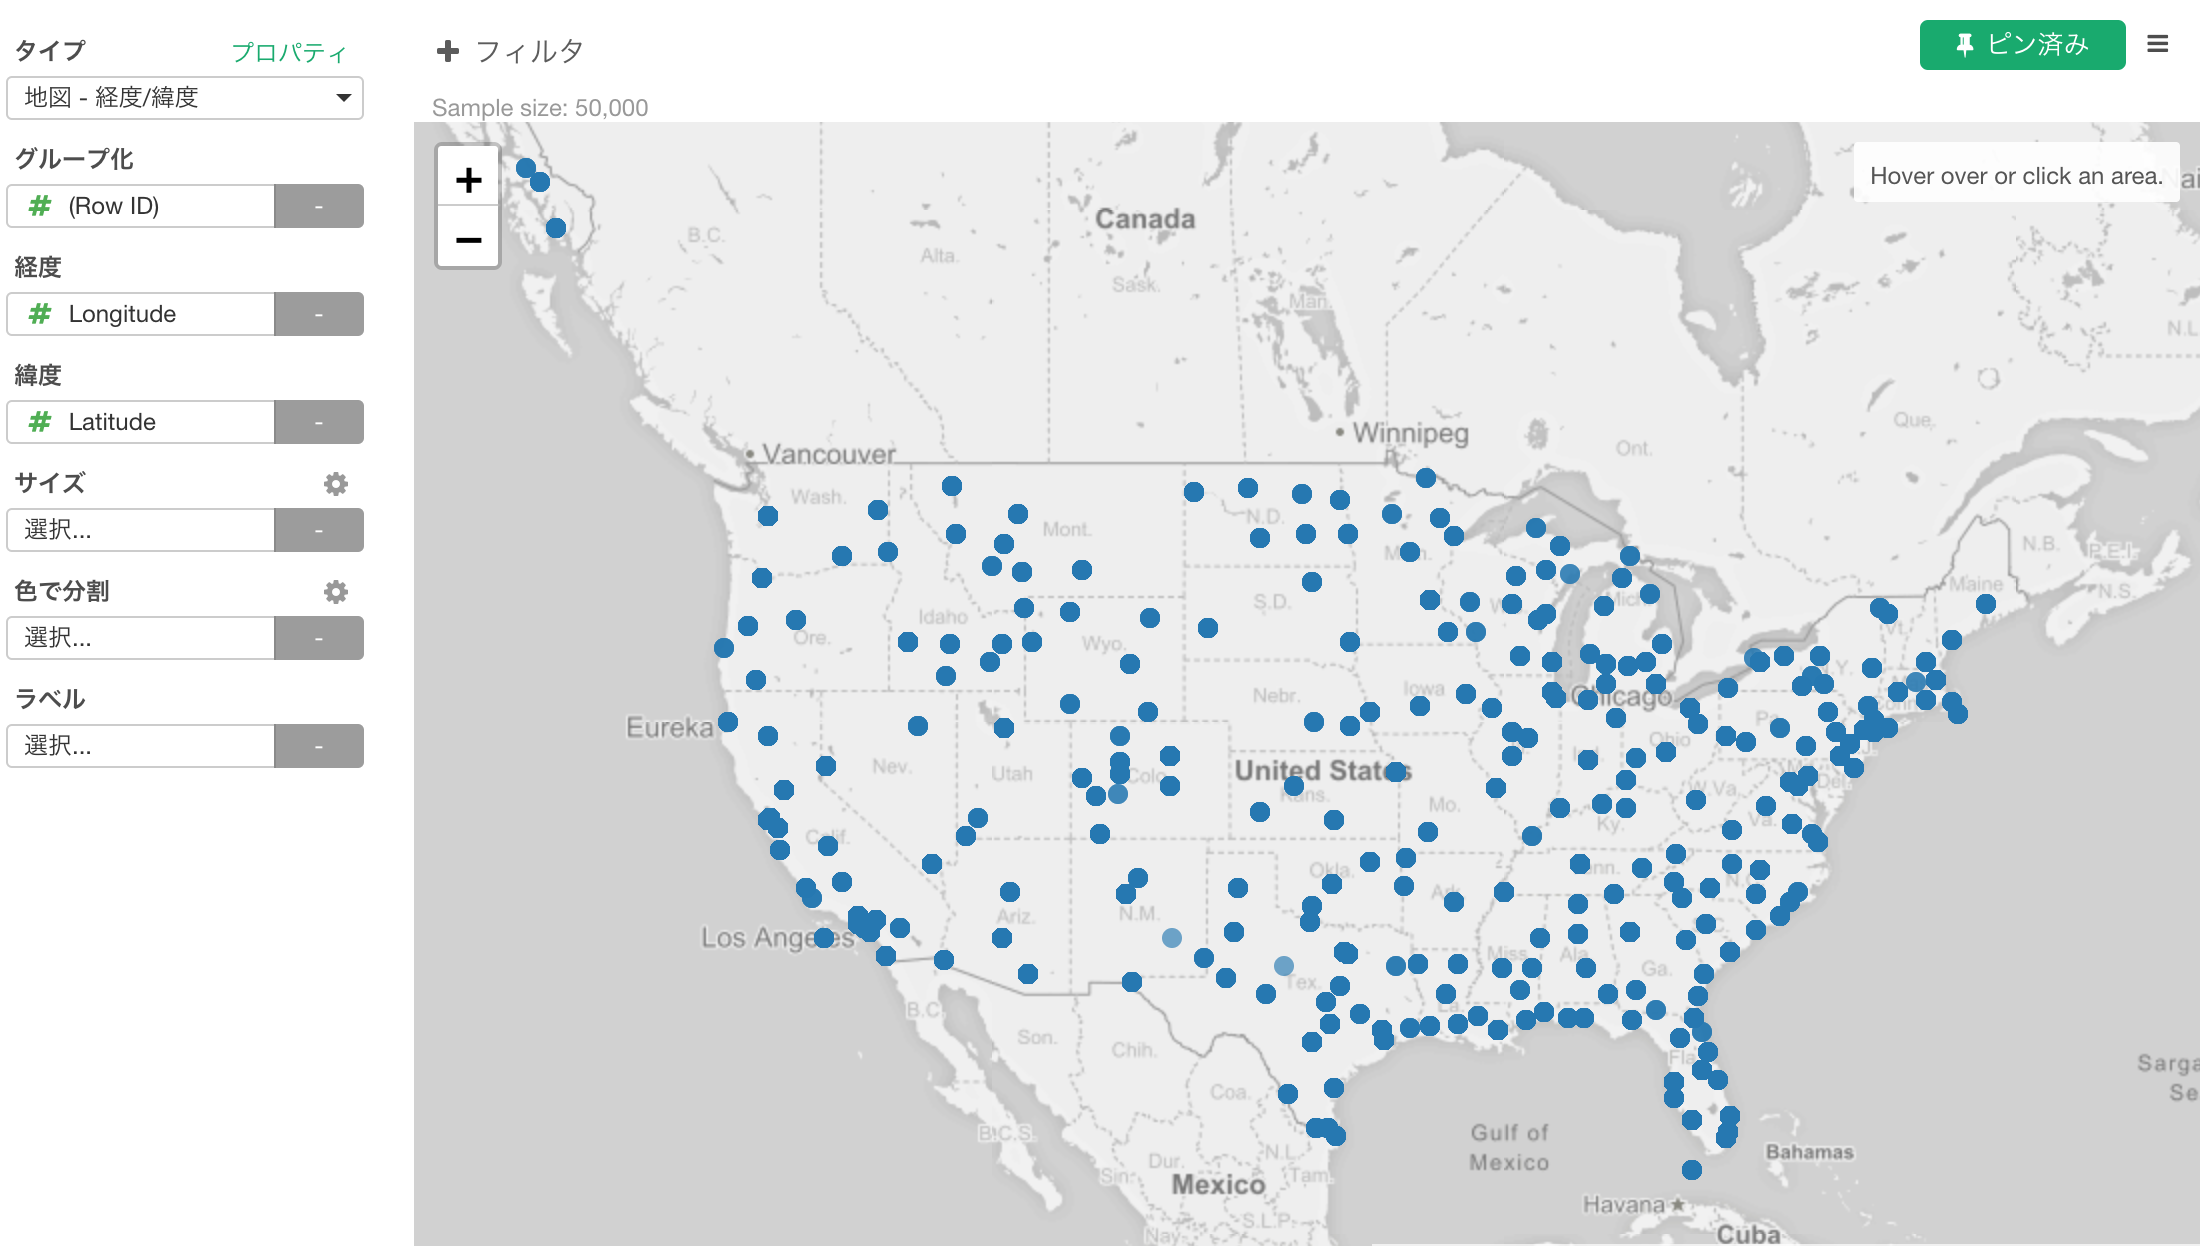 タイプ プロパティ
地図 - 経度/緯度
グループ化
# (Row ID) -
経度
# Longitude -
緯度
# Latitude -
サイズ
選択... -
色で分割
選択... -
ラベル
選択... -
+ フィルタ
ピン済み
Sample size: 50,000
+
−
Hover over or click an area.
Canada
B.C.
Alta.
Sask.
Man.
N.L.
Winnipeg
Que.
Ont.
Vancouver
Wash.
N.D.
Mont.
N.B.
P.E.I.
Maine
N.S.
S.D.
Idaho
Ore.
Wyo.
Vt.
Nebr.
Iowa
Chicago
Eureka
Pa.
Ohio
Nev.
Utah
Colo.
United States
Kans.
Ind.
Del.
W.Va.
Mo.
Ky.
Va.
Calif.
Okla.
Ark.
Ariz.
N.M.
Los Angeles
Miss.
Ala.
Ga.
Tex.
La.
B.C.
Son.
Chih.
Fla.
Coa.
Sarga
Se
B.C.S.
Gulf of
Mexico
N.L.
Bahamas
Dur.
Sin.
Tam.
Mexico
Havana
S.L.P.
Nay.
Cuba